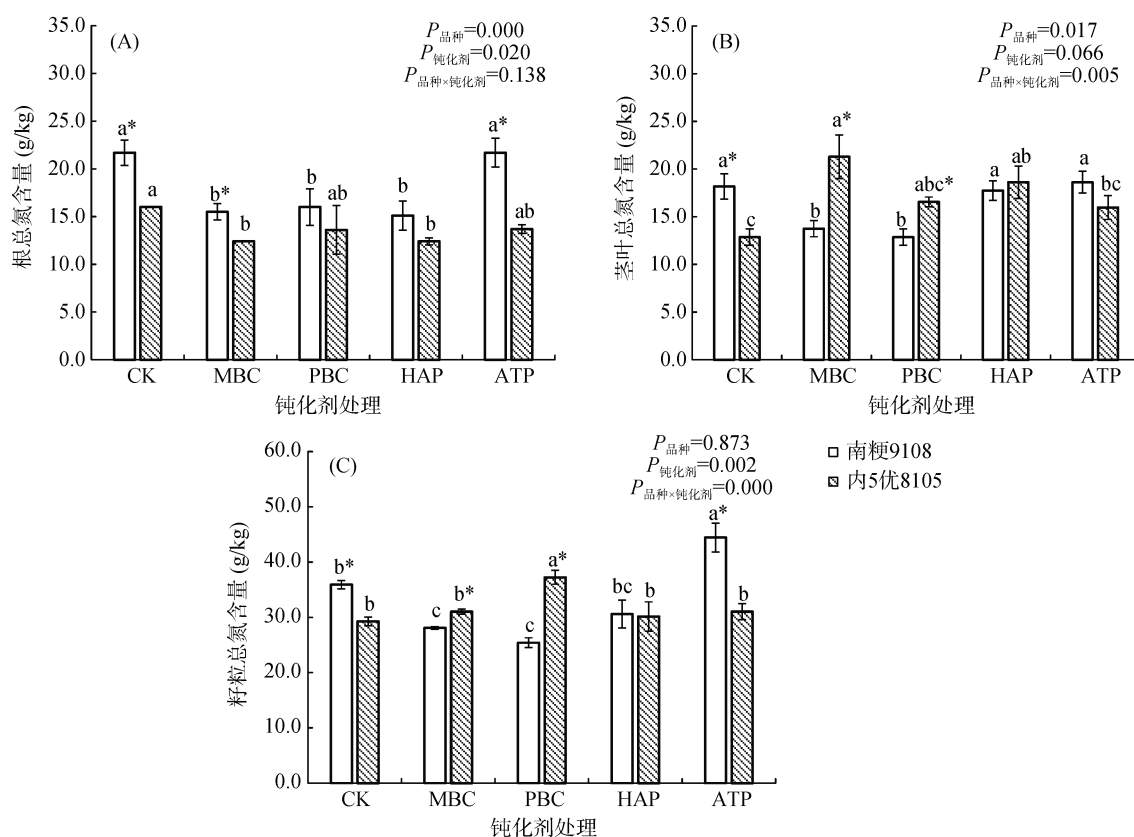 (A)
P品种=0.000
P钝化剂=0.020
P品种×钝化剂=0.138
根总氮含量 (g/kg)
35.0
30.0
25.0
20.0
15.0
10.0
5.0
0.0
a* a b* b b ab b b a* ab
CK MBC PBC HAP ATP
钝化剂处理
(B)
P品种=0.017
P钝化剂=0.066
P品种×钝化剂=0.005
茎叶总氮含量 (g/kg)
35.0
30.0
25.0
20.0
15.0
10.0
5.0
0.0
a* c b a* b abc* a ab a bc
CK MBC PBC HAP ATP
钝化剂处理
(C)
P品种=0.873
P钝化剂=0.002
P品种×钝化剂=0.000
籽粒总氮含量 (g/kg)
60.0
50.0
40.0
30.0
20.0
10.0
0.0
b* b c b* c a* bc b a* b
CK MBC PBC HAP ATP
钝化剂处理
南粳9108
内5优8105